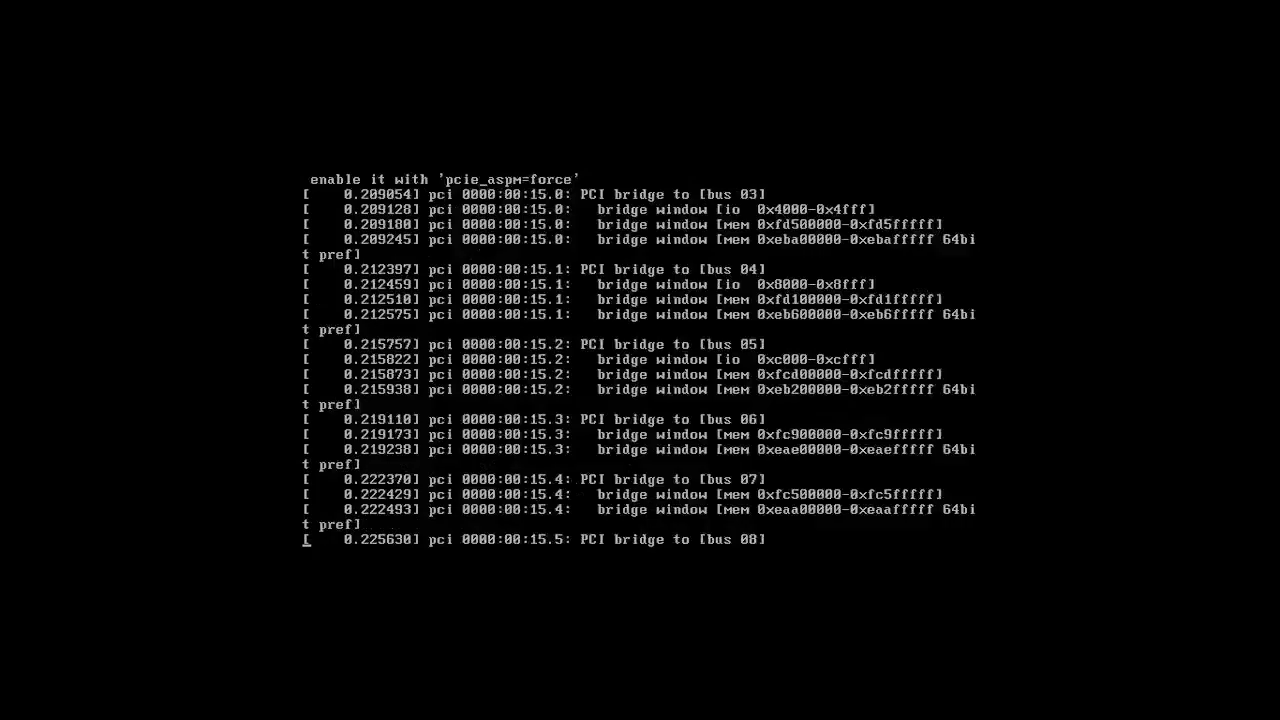 enable it with 'pcie_aspm=force'
[    0.209054] pci 0000:00:15.0: PCI bridge to [bus 03]
[    0.209128] pci 0000:00:15.0:   bridge window [io  0x4000-0x4fff]
[    0.209180] pci 0000:00:15.0:   bridge window [mem 0xfd500000-0xfd5fffff]
[    0.209245] pci 0000:00:15.0:   bridge window [mem 0xeba00000-0xebafffff 64bi
t pref]
[    0.212397] pci 0000:00:15.1: PCI bridge to [bus 04]
[    0.212459] pci 0000:00:15.1:   bridge window [io  0x8000-0x8fff]
[    0.212510] pci 0000:00:15.1:   bridge window [mem 0xfd100000-0xfd1fffff]
[    0.212575] pci 0000:00:15.1:   bridge window [mem 0xeb600000-0xeb6fffff 64bi
t pref]
[    0.215757] pci 0000:00:15.2: PCI bridge to [bus 05]
[    0.215822] pci 0000:00:15.2:   bridge window [io  0xc000-0xcfff]
[    0.215873] pci 0000:00:15.2:   bridge window [mem 0xfcd00000-0xfcdfffff]
[    0.215938] pci 0000:00:15.2:   bridge window [mem 0xeb200000-0xeb2fffff 64bi
t pref]
[    0.219110] pci 0000:00:15.3: PCI bridge to [bus 06]
[    0.219173] pci 0000:00:15.3:   bridge window [mem 0xfc900000-0xfc9fffff]
[    0.219238] pci 0000:00:15.3:   bridge window [mem 0xeae00000-0xeaefffff 64bi
t pref]
[    0.222370] pci 0000:00:15.4: PCI bridge to [bus 07]
[    0.222429] pci 0000:00:15.4:   bridge window [mem 0xfc500000-0xfc5fffff]
[    0.222493] pci 0000:00:15.4:   bridge window [mem 0xeaa00000-0xeaafffff 64bi
t pref]
[    0.225630] pci 0000:00:15.5: PCI bridge to [bus 08]